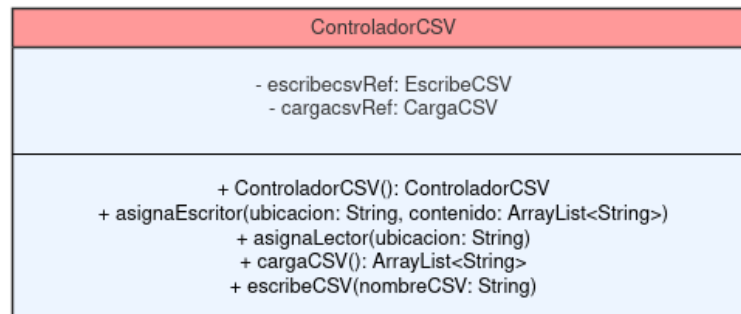 ControladorCSV
- escribecsvRef: EscribeCSV
- cargacsvRef: CargaCSV
+ ControladorCSV(): ControladorCSV
+ asignaEscritor(ubicacion: String, contenido: ArrayList<String>)
+ asignaLector(ubicacion: String)
+ cargaCSV(): ArrayList<String>
+ escribeCSV(nombreCSV: String)